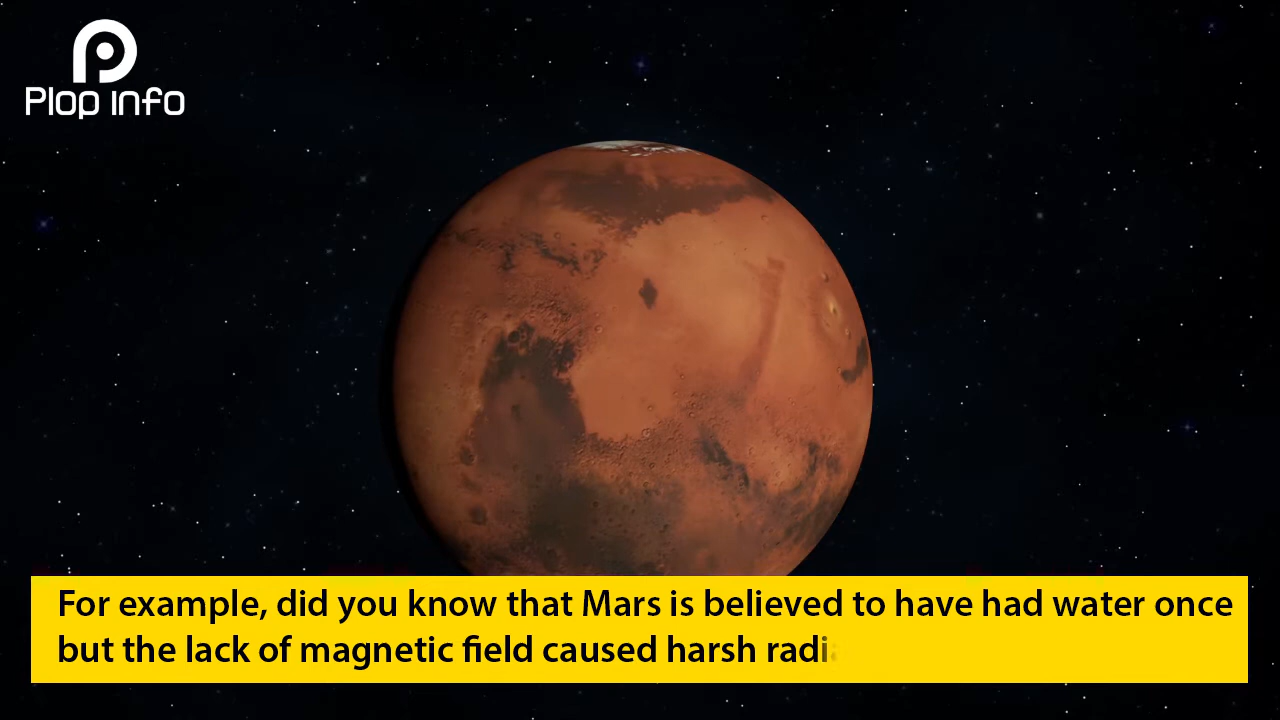 Plop info
For example, did you know that Mars is believed to have had water once
but the lack of magnetic field caused harsh radi